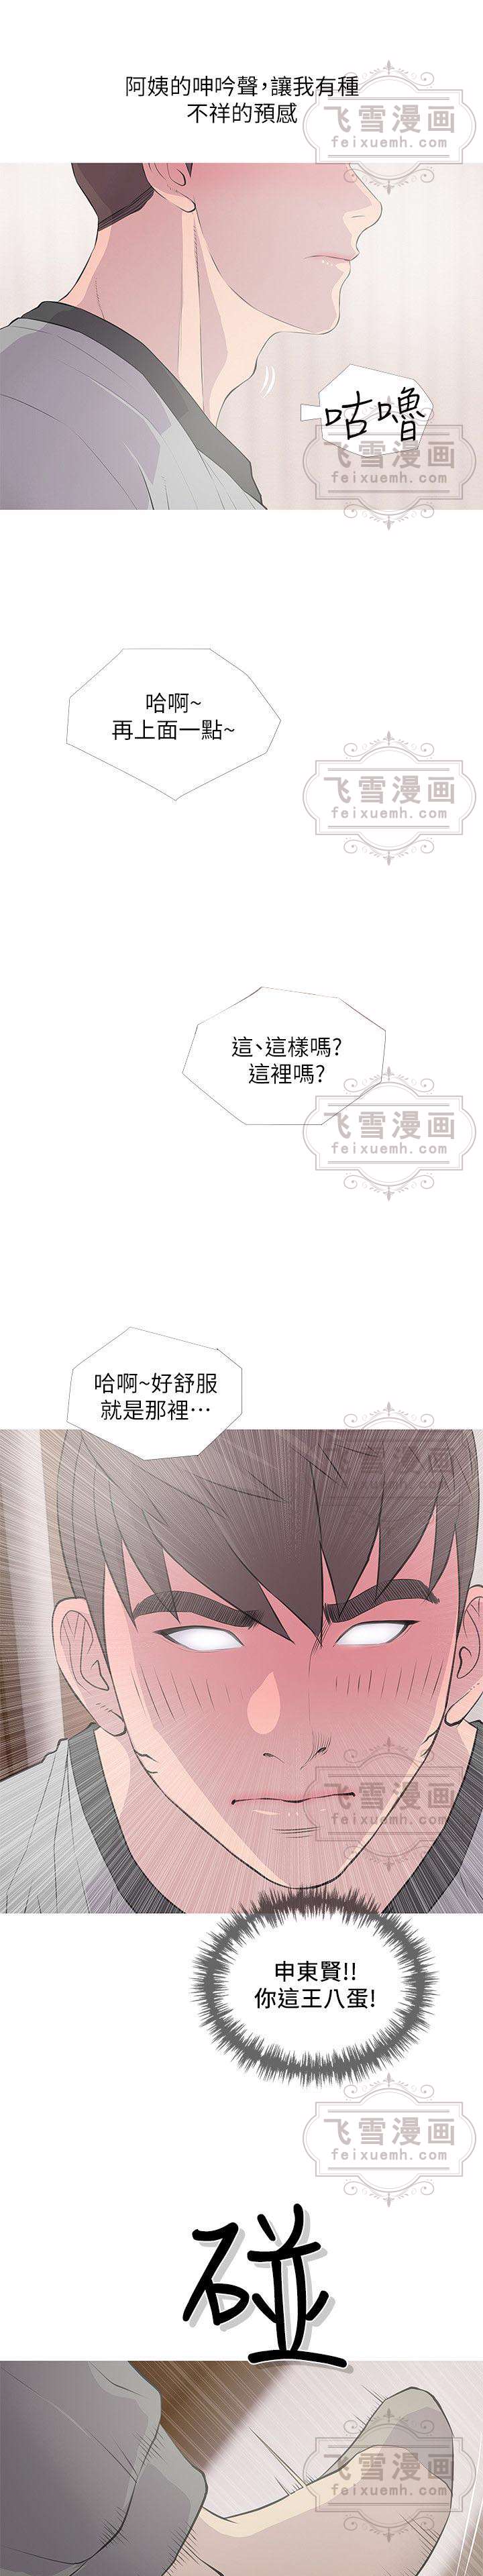 阿姨的呻吟聲,讓我有種
不祥的預感
飞雪漫画
feixuemh.com
咕嚕
飞雪漫画
feixuemh.com
哈啊~
再上面一點~
飞雪漫画
feixuemh.com
這、這樣嗎?
這裡嗎?
飞雪漫画
feixuemh.com
哈啊~好舒服
就是那裡⋯
飞雪漫画
feixuemh.com
飞雪漫画
feixuemh.com
申東賢!!
你這王八蛋!
飞雪漫画
feixuemh.com
碰
飞雪漫画
feixuemh.com